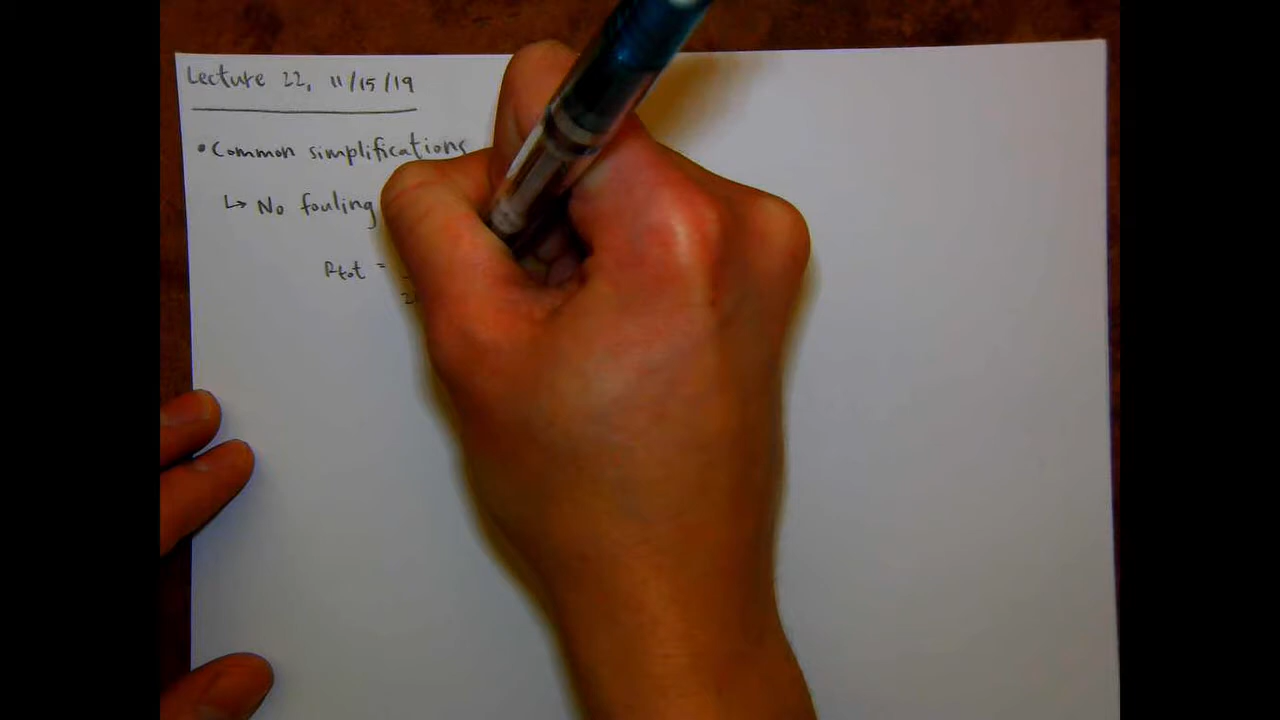 Lecture 22, 11/15/19
• Common simplifications
↳ No fouling
Rtot =